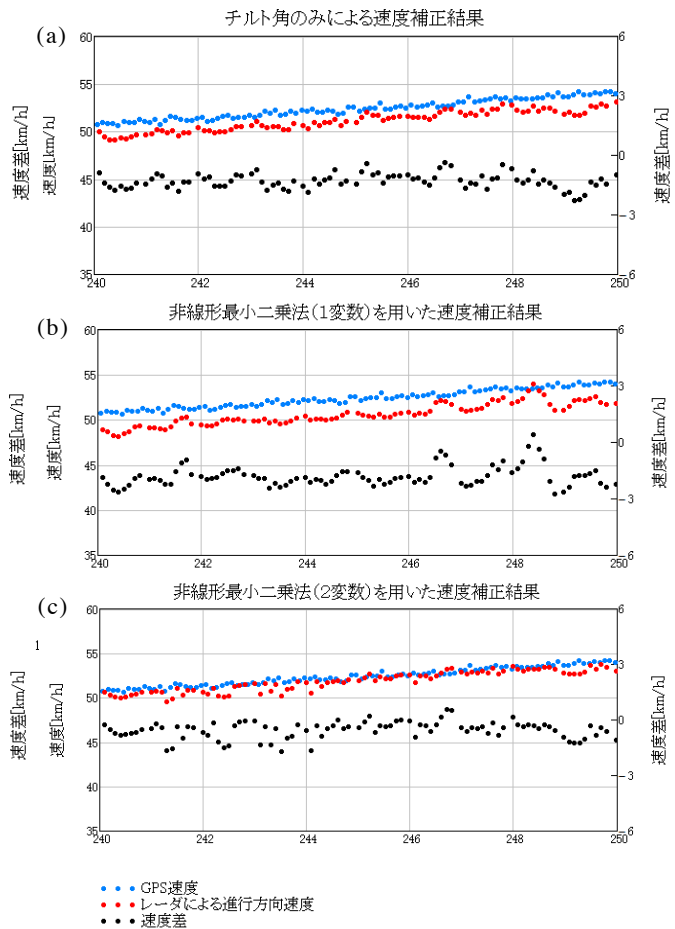 チルト角のみによる速度補正結果
(a)
60
55
50
45
40
35
6
3
0
−3
−6
速度差[km/h]
速度[km/h]
速度差[km/h]
240
242
244
246
248
250
非線形最小二乗法(1変数)を用いた速度補正結果
(b)
60
55
50
45
40
35
6
3
0
−3
−6
速度差[km/h]
速度[km/h]
速度差[km/h]
240
242
244
246
248
250
非線形最小二乗法(2変数)を用いた速度補正結果
(c)
60
55
50
45
40
35
6
3
0
−3
−6
1
速度差[km/h]
速度[km/h]
速度差[km/h]
240
242
244
246
248
250
GPS速度
レーダによる進行方向速度
速度差